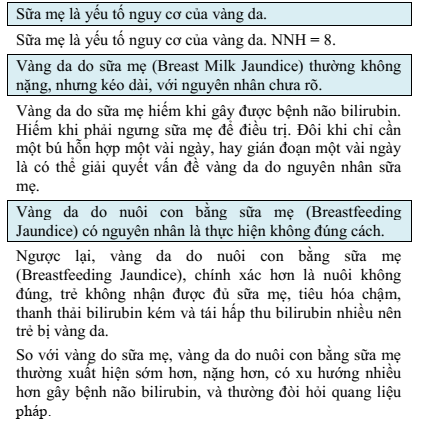 Sữa mẹ là yếu tố nguy cơ của vàng da.
Sữa mẹ là yếu tố nguy cơ của vàng da. NNH = 8.
Vàng da do sữa mẹ (Breast Milk Jaundice) thường không
nặng, nhưng kéo dài, với nguyên nhân chưa rõ.
Vàng da do sữa mẹ hiếm khi gây được bệnh não bilirubin.
Hiếm khi phải ngưng sữa mẹ để điều trị. Đôi khi chỉ cần
một bú hỗn hợp một vài ngày, hay gián đoạn một vài ngày
là có thể giải quyết vấn đề vàng da do nguyên nhân sữa
mẹ.
Vàng da do nuôi con bằng sữa mẹ (Breastfeeding
Jaundice) có nguyên nhân là thực hiện không đúng cách.
Ngược lại, vàng da do nuôi con bằng sữa mẹ
(Breastfeeding Jaundice), chính xác hơn là nuôi không
đúng, trẻ không nhận được đủ sữa mẹ, tiêu hóa chậm,
thanh thải bilirubin kém và tái hấp thu bilirubin nhiều nên
trẻ bị vàng da.
So với vàng do sữa mẹ, vàng da do nuôi con bằng sữa mẹ
thường xuất hiện sớm hơn, nặng hơn, có xu hướng nhiều
hơn gây bệnh não bilirubin, và thường đòi hỏi quang liệu
pháp.